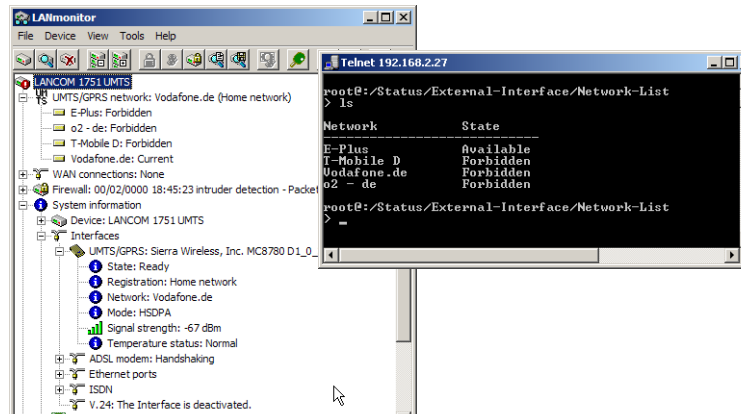 LANmonitor
File Device View Tools Help
LANCOM 1751 UMTS
UM
TS
UMTS/GPRS network: Vodafone.de (Home network)
E-Plus: Forbidden
o2 - de: Forbidden
T-Mobile D: Forbidden
Vodafone.de: Current
WAN connections: None
Firewall: 00/02/0000 18:45:23 intruder detection - Packet
System information
Device: LANCOM 1751 UMTS
Interfaces
UMTS/GPRS: Sierra Wireless, Inc. MC8780 D1_0_
State: Ready
Registration: Home network
Network: Vodafone.de
Mode: HSDPA
Signal strength: -67 dBm
Temperature status: Normal
ADSL modem: Handshaking
Ethernet ports
ISDN
V.24: The Interface is deactivated.
Telnet 192.168.2.27
root@:/Status/External-Interface/Network-List
> ls
Network State
----------------------------
E-Plus Available
T-Mobile D Forbidden
Vodafone.de Forbidden
o2 - de Forbidden
root@:/Status/External-Interface/Network-List
> _